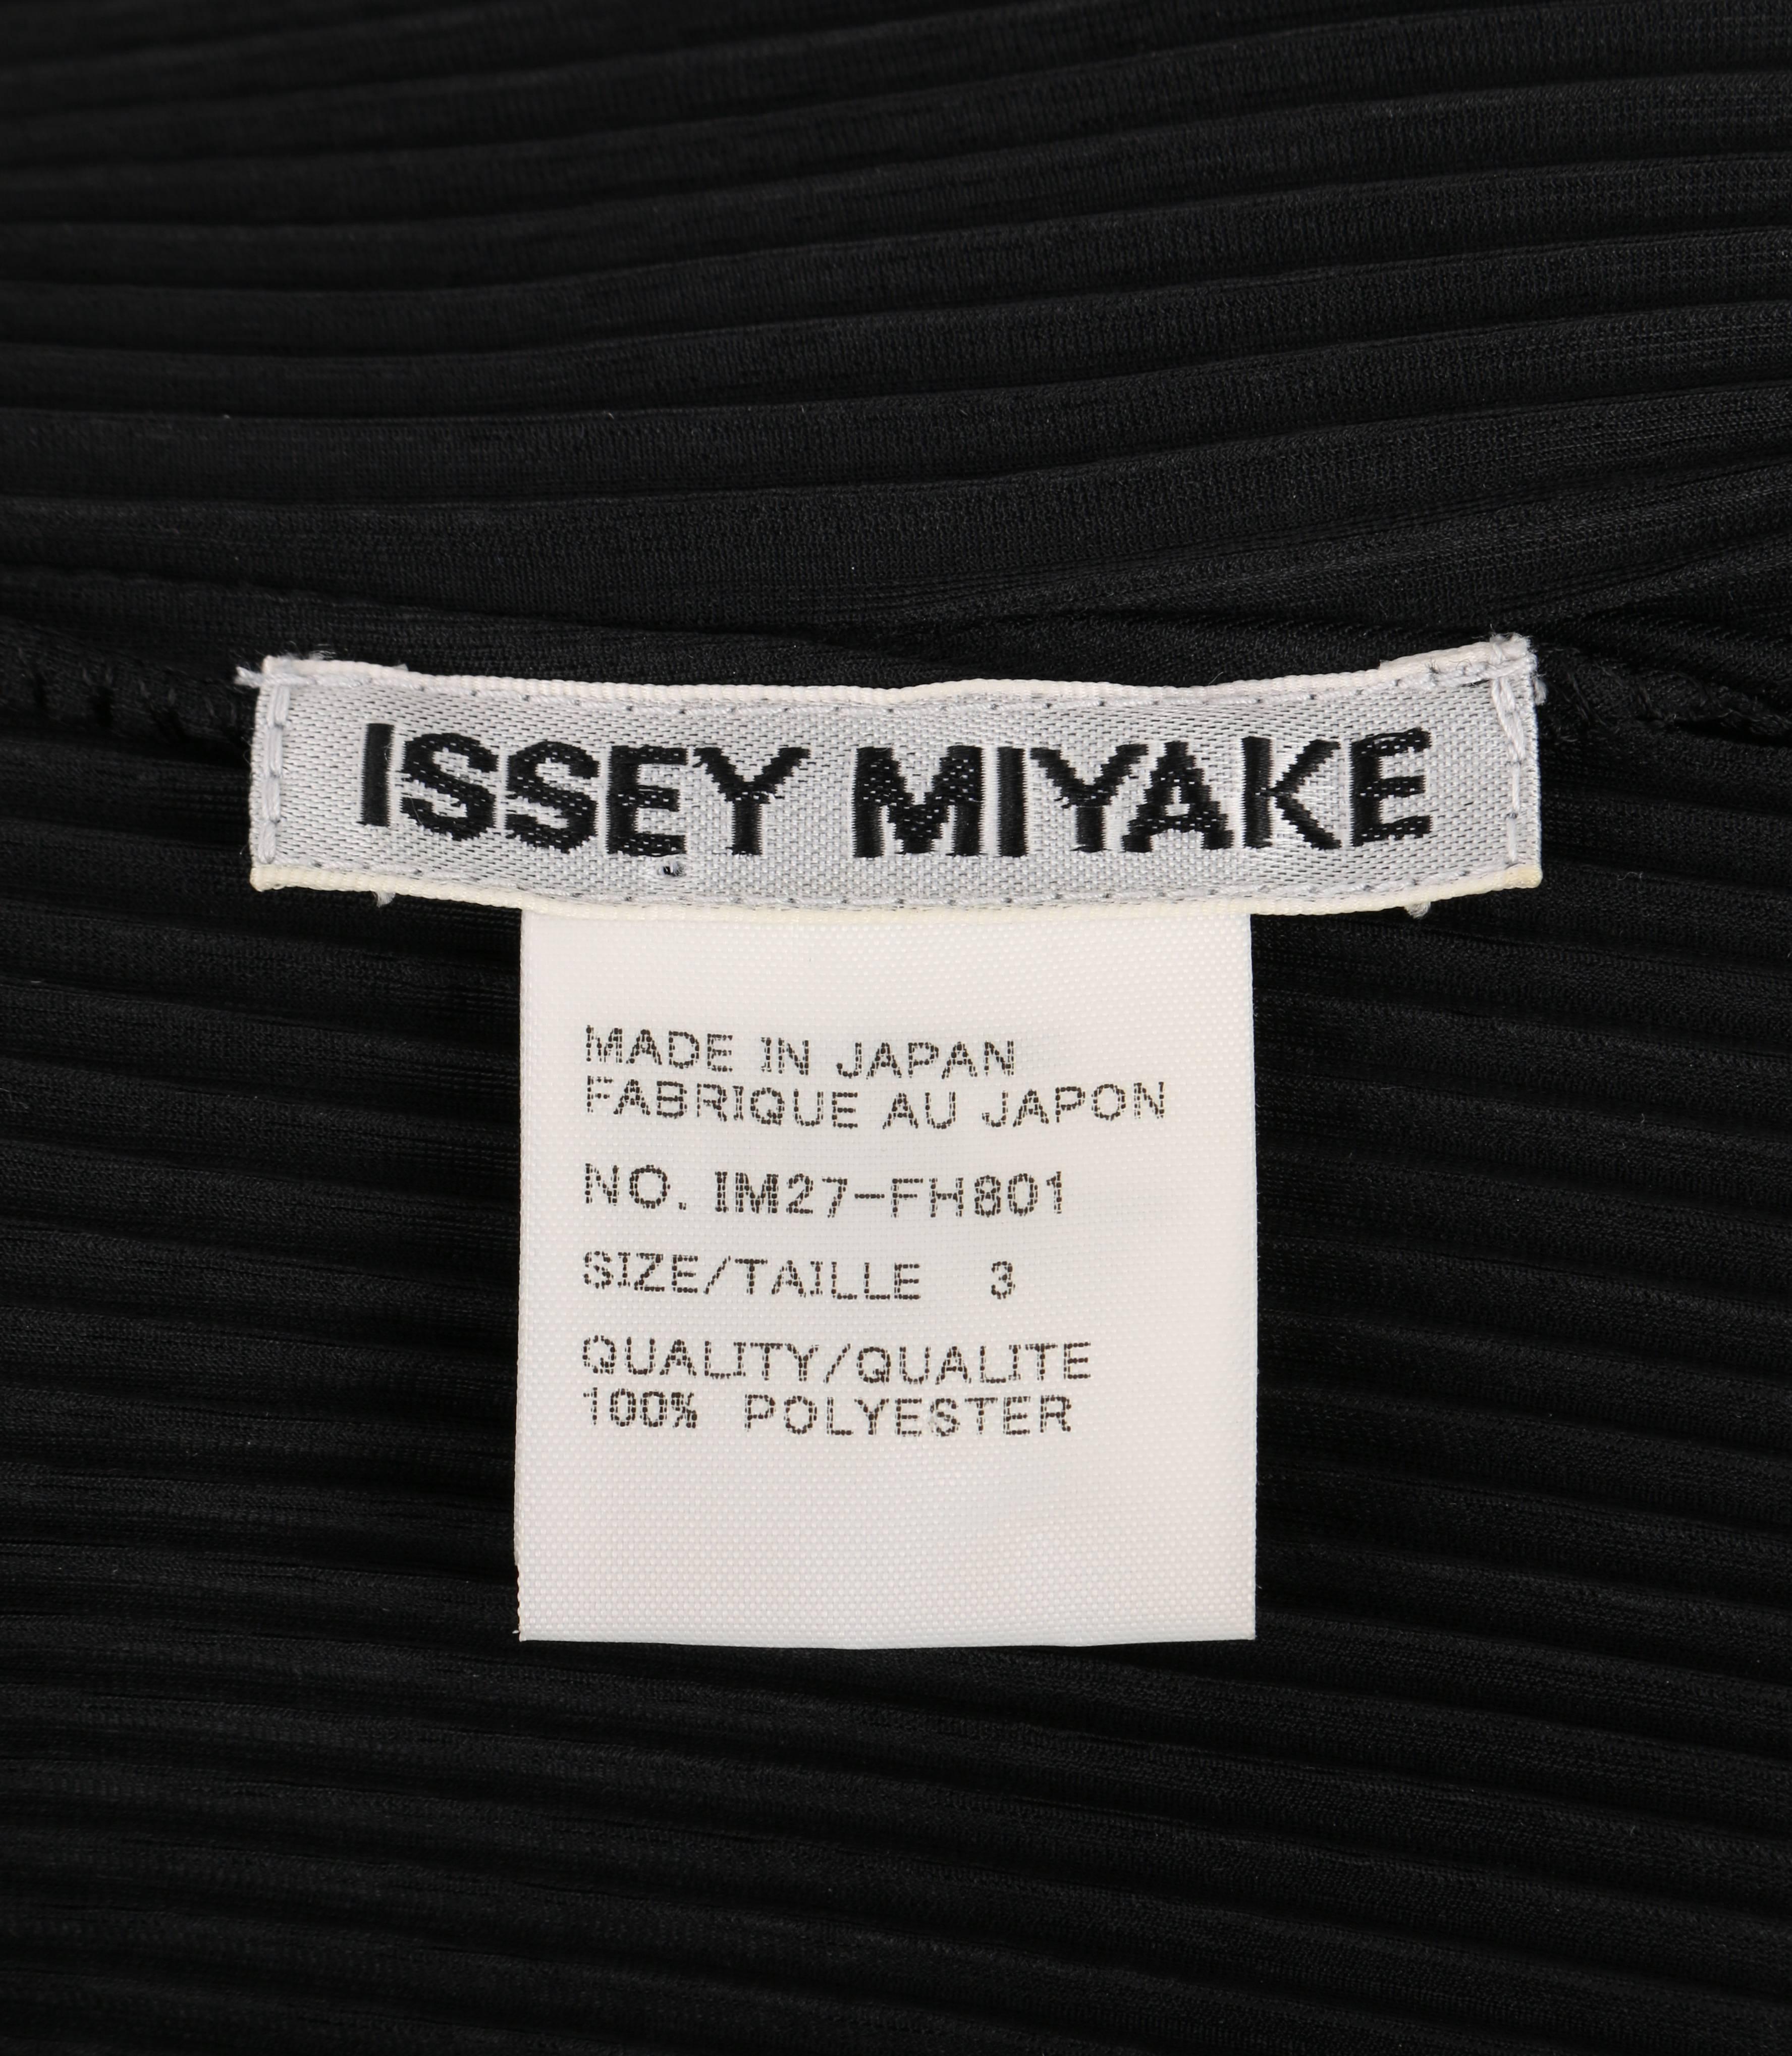 ISSEY MIYAKE
MADE IN JAPAN
FABRIQUE AU JAPON
NO. IM27-FH801
SIZE/TAILLE 3
QUALITY/QUALITE
100% POLYESTER